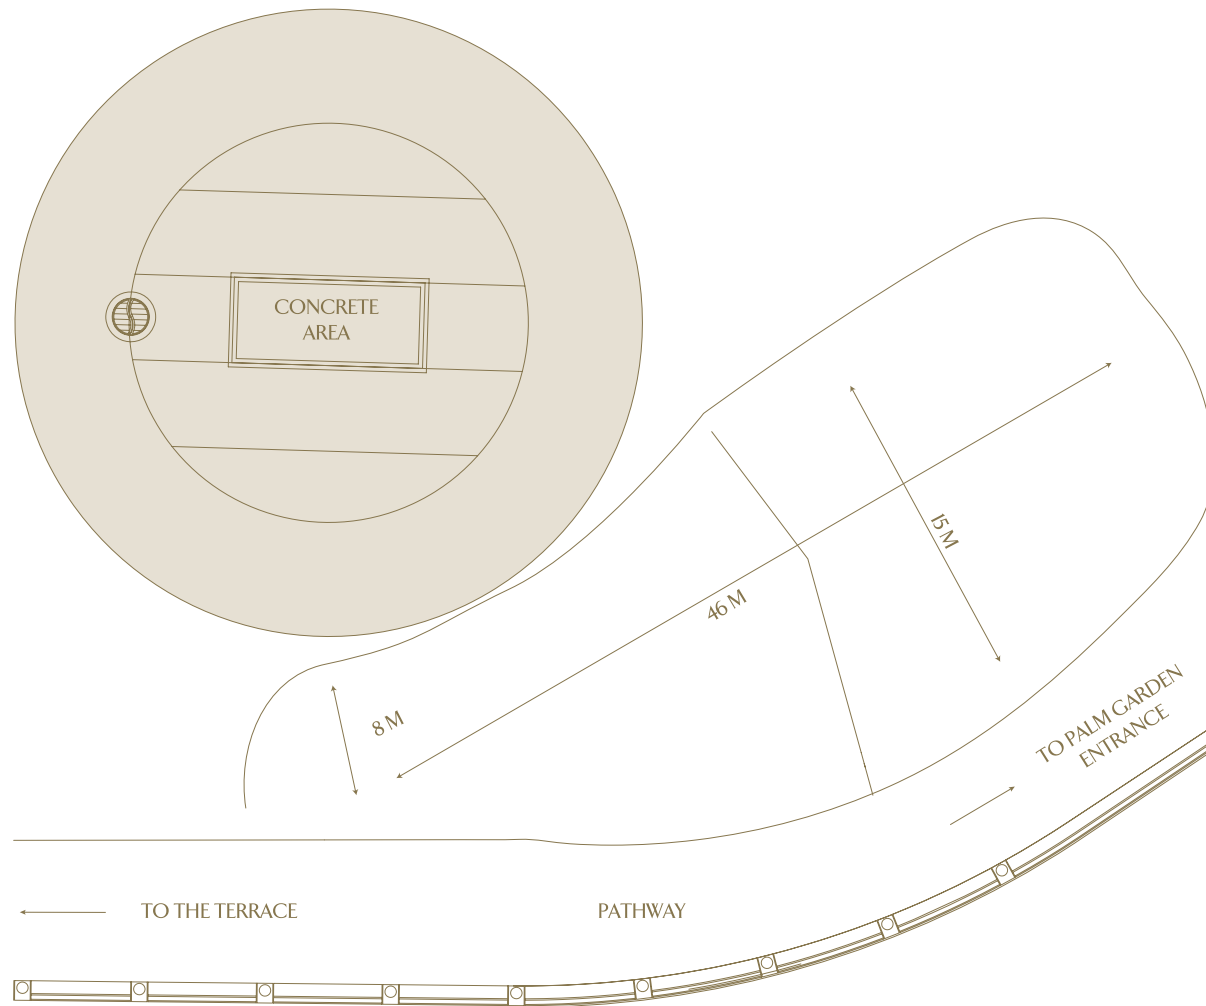 CONCRETE
AREA
15 M
46 M
8 M
TO PALM GARDEN
ENTRANCE
TO THE TERRACE
PATHWAY